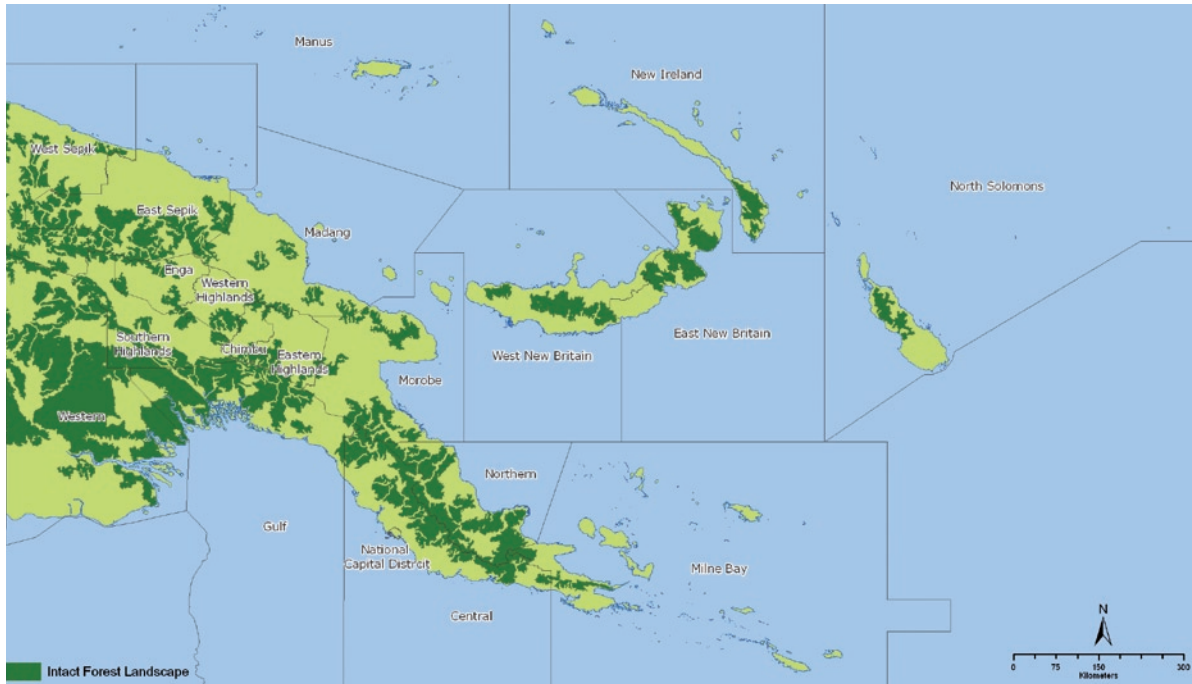 Manus
New Ireland
West Sepik
North Solomons
East Sepik
Madang
Enga
Western
Highlands
East New Britain
Southern
Highlands
Chimbu
Eastern
Highlands
West New Britain
Morobe
Western
Northern
Gulf
National
Capital Distrcit
Milne Bay
Central
N
0 75 150 300
Kilometers
Intact Forest Landscape